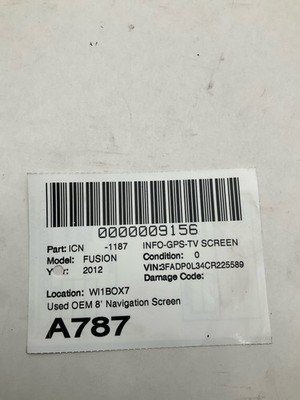 0000009156
Part: ICN -1187 INFO-GPS-TV SCREEN
Model: FUSION Condition: 0
Year: 2012 VIN:3FADP0L34CR225589
Damage Code:
Location: WI1BOX7
Used OEM 8' Navigation Screen
A787